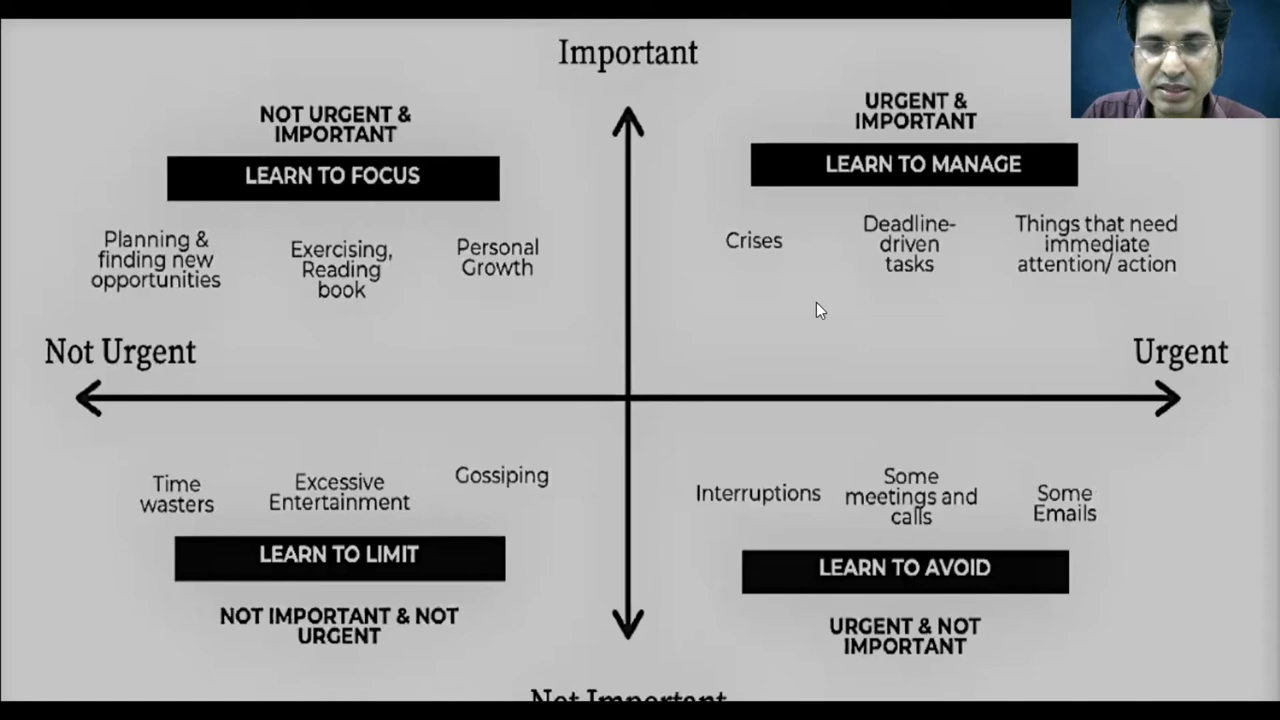 Important
NOT URGENT &
IMPORTANT
LEARN TO FOCUS
Planning &
finding new
opportunities
Exercising,
Reading
book
Personal
Growth
URGENT &
IMPORTANT
LEARN TO MANAGE
Crises
Deadline-
driven
tasks
Things that need
immediate
attention/ action
Not Urgent
Urgent
Time
wasters
Excessive
Entertainment
Gossiping
LEARN TO LIMIT
NOT IMPORTANT & NOT
URGENT
Interruptions
Some
meetings and
calls
Some
Emails
LEARN TO AVOID
URGENT & NOT
IMPORTANT
Not Important